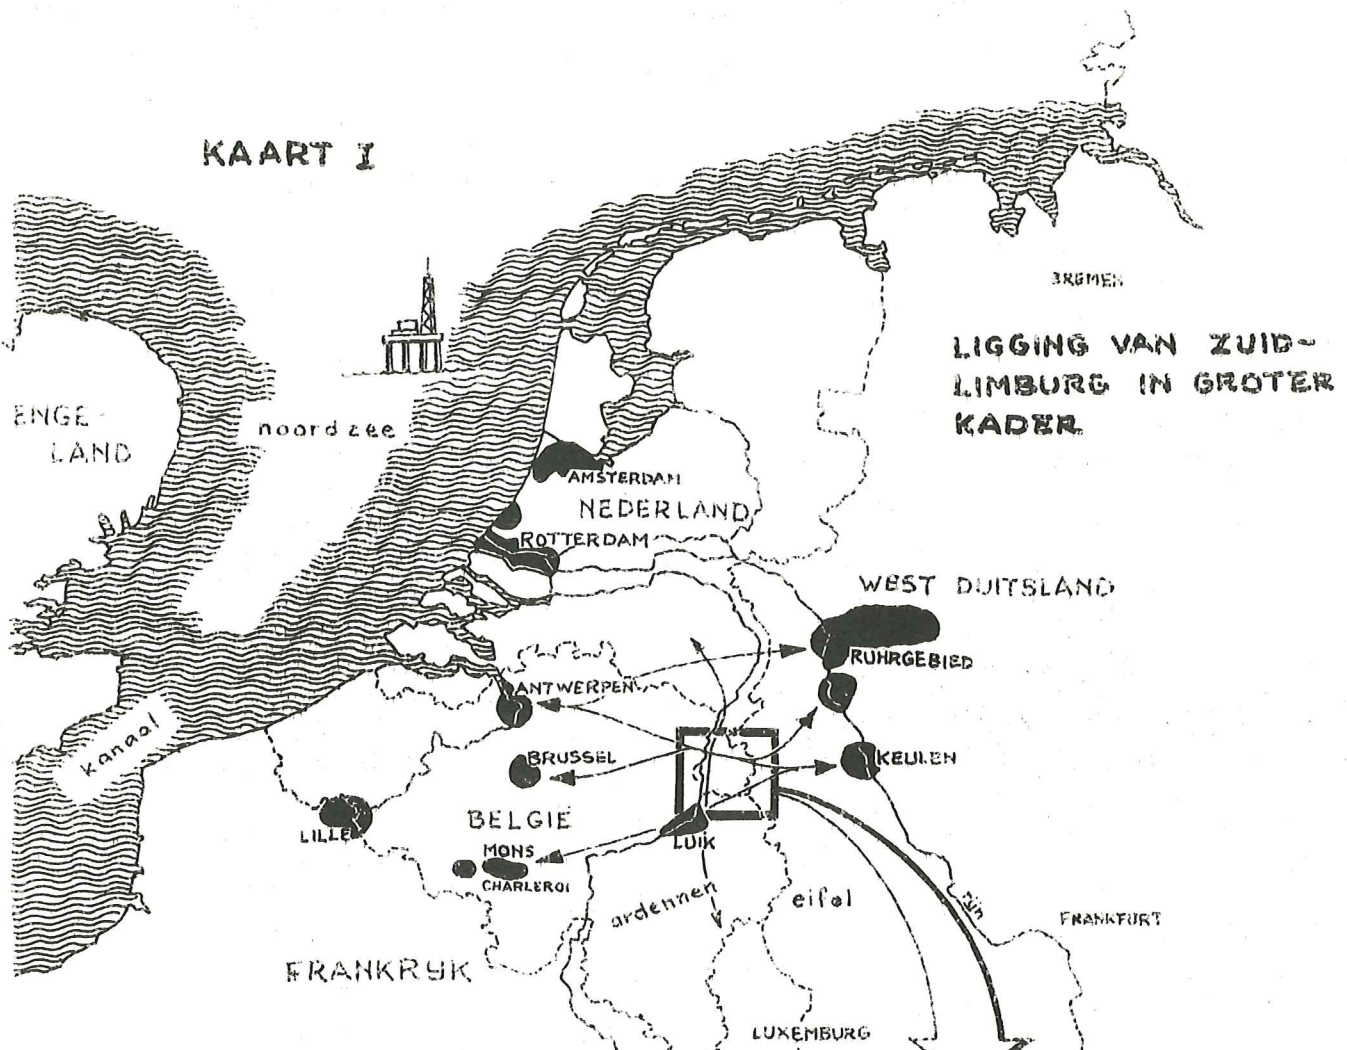 KAART I
BREMEN
LIGGING VAN ZUID-
LIMBURG IN GROTER
KADER
ENGE-
LAND
noordzee
AMSTERDAM
NEDERLAND
ROTTERDAM
WEST DUITSLAND
RUHRGEBIED
ANTWERPEN
kanaal
BRUSSEL
KEULEN
BELGIE
LILLE
LUIK
MONS
CHARLEROI
ardennen
eifel
rijn
FRANKFURT
FRANKRYK
LUXEMBURG